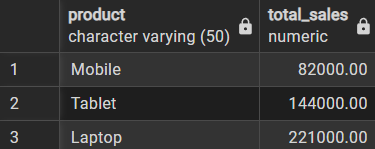 product total_sales
character varying (50) numeric
1 Mobile 82000.00
2 Tablet 144000.00
3 Laptop 221000.00